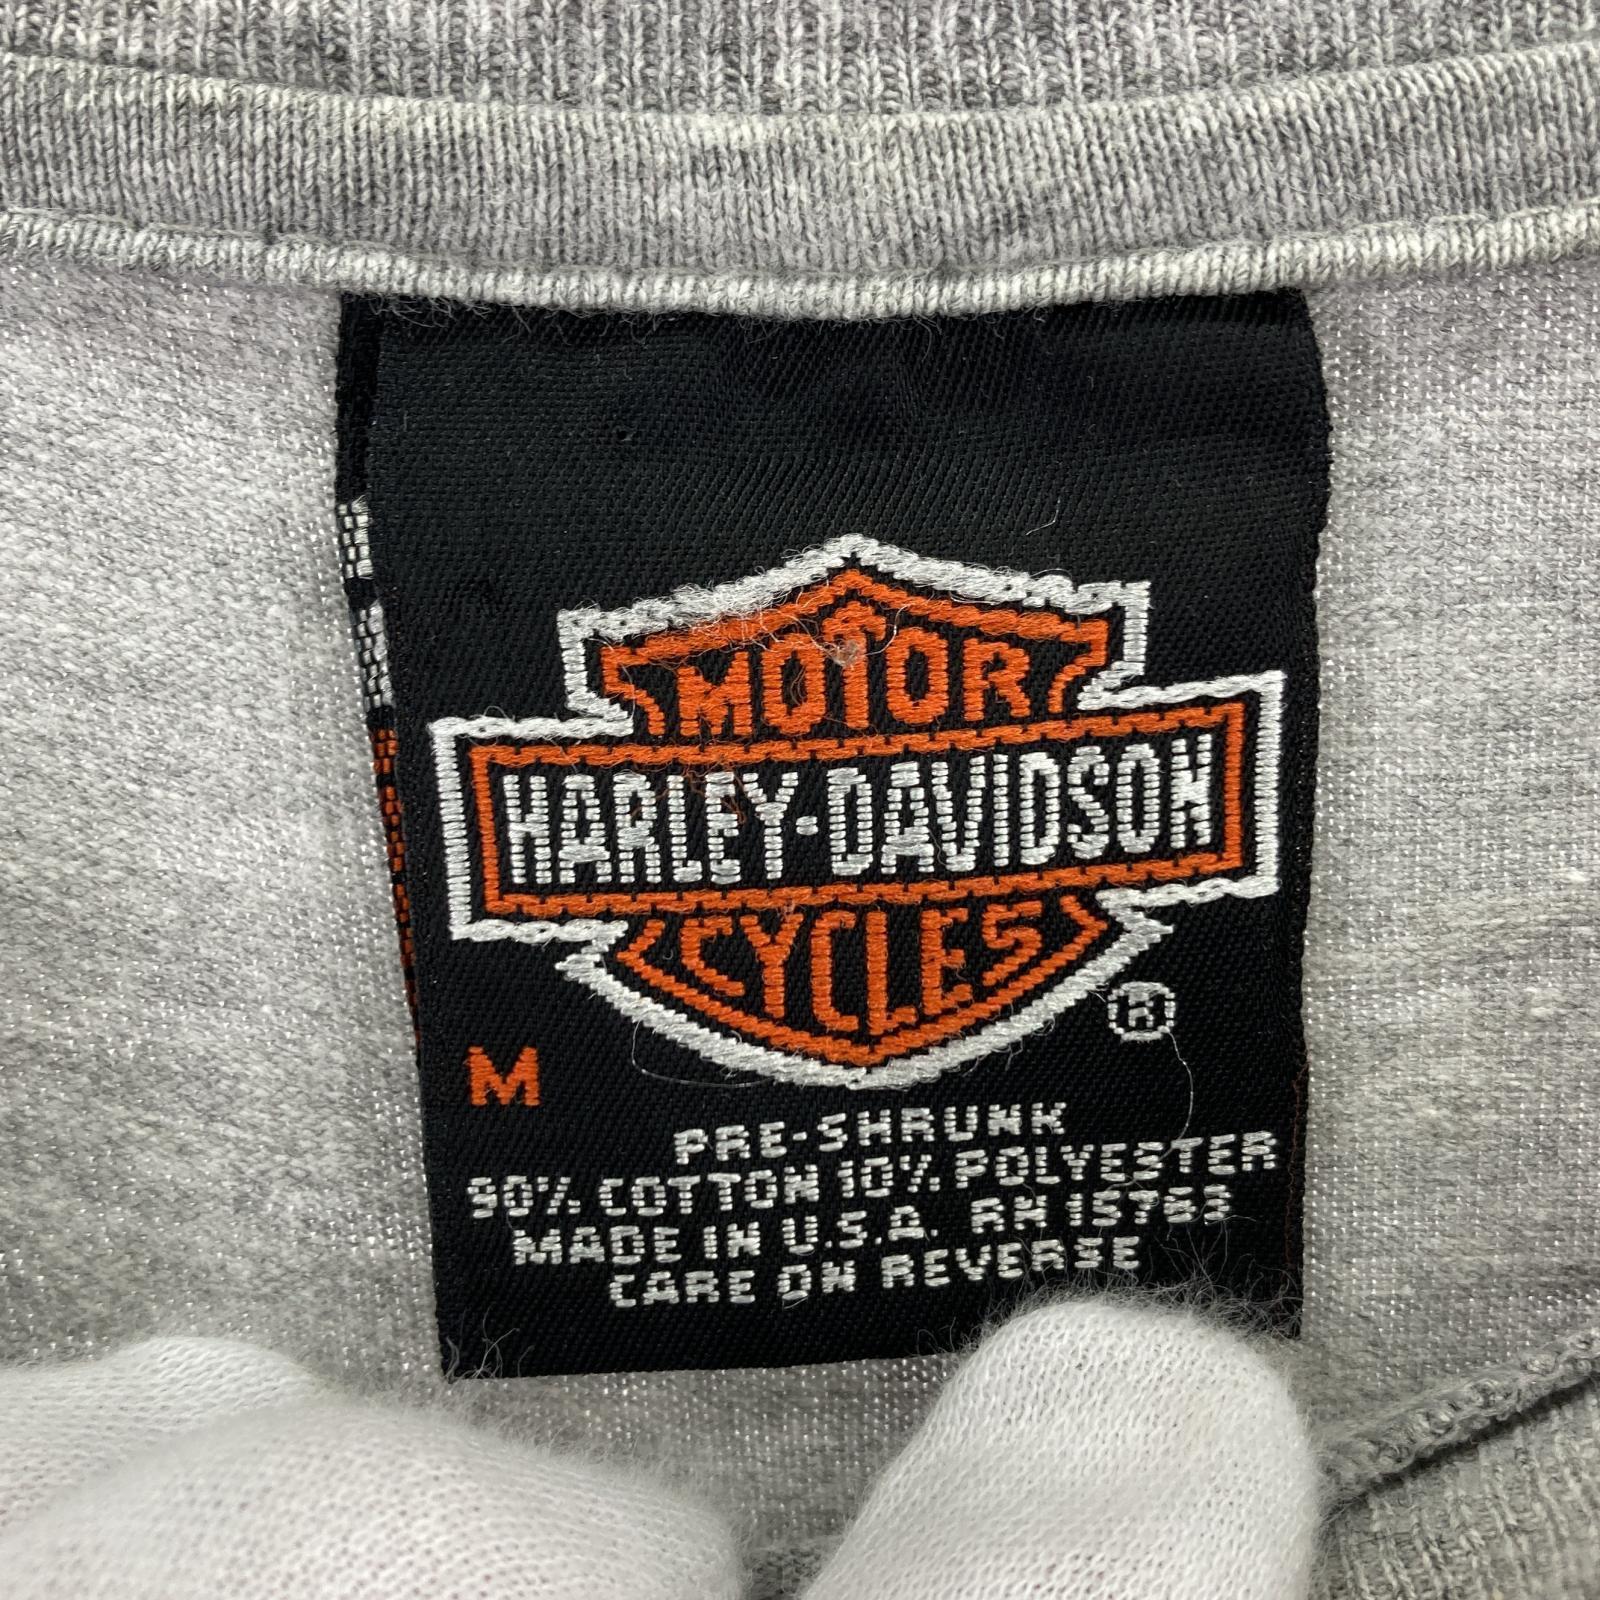 MOTOR
HARLEY-DAVIDSON
CYCLES
®
M
PRE-SHRUNK
90% COTTON 10% POLYESTER
MADE IN U.S.A. RN 15763
CARE ON REVERSE